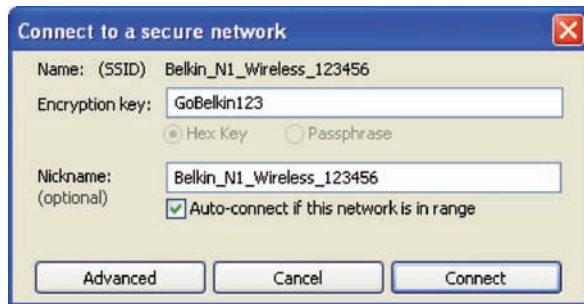 Connect to a secure network
Name: (SSID) Belkin_N1_Wireless_123456
Encryption key: GoBelkin123
Hex Key Passphrase
Nickname: Belkin_N1_Wireless_123456
(optional)
Auto-connect if this network is in range
Advanced Cancel Connect